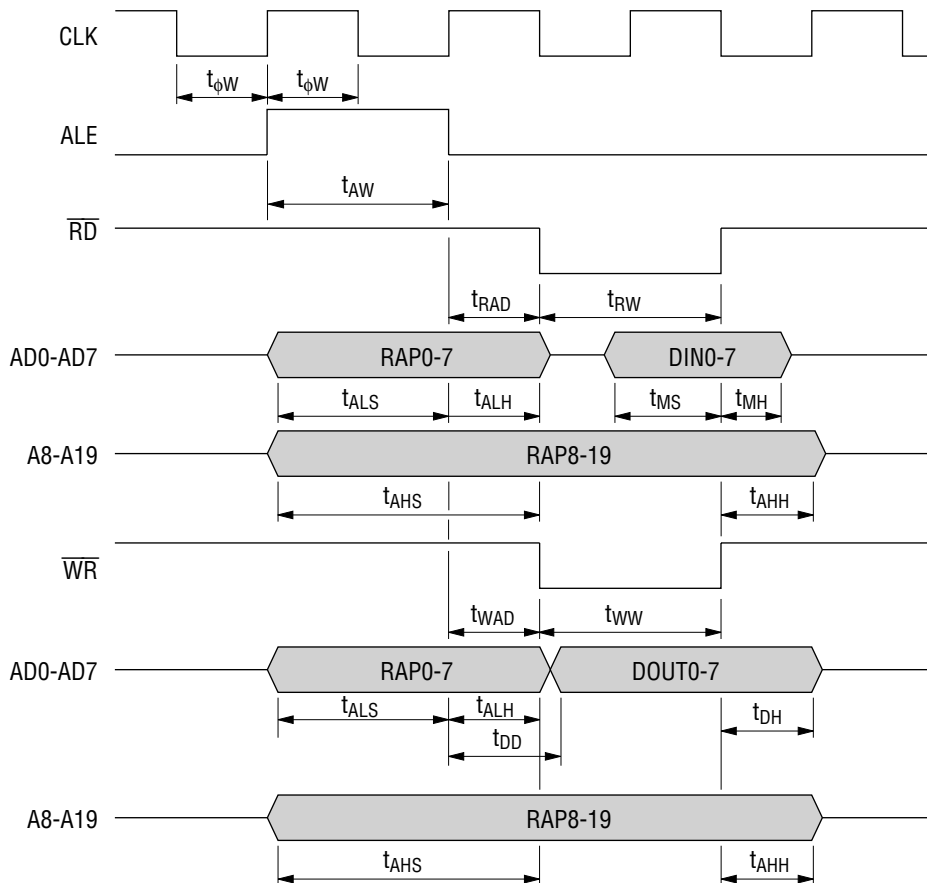 CLK
tϕW tϕW
ALE
tAW
RD
tRAD tRW
AD0-AD7 RAP0-7 DIN0-7
tALS tALH tMS tMH
A8-A19 RAP8-19
tAHS tAHH
WR
tWAD tWW
AD0-AD7 RAP0-7 DOUT0-7
tALS tALH tDH
tDD
A8-A19 RAP8-19
tAHS tAHH